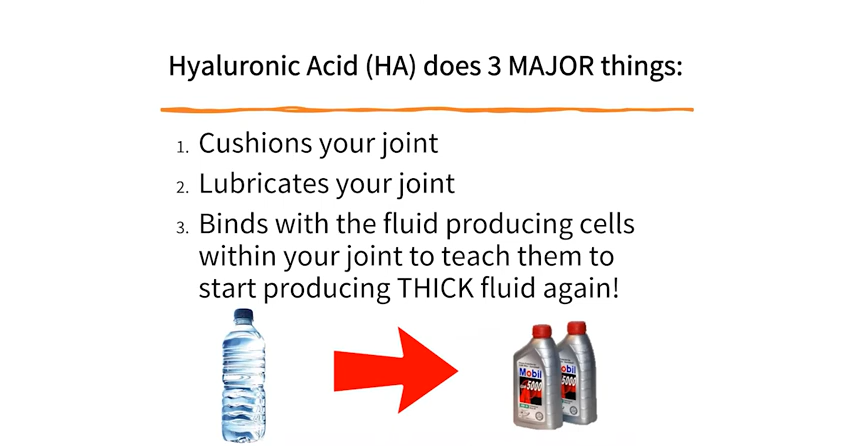 Hyaluronic Acid (HA) does 3 MAJOR things:
1. Cushions your joint
2. Lubricates your joint
3. Binds with the fluid producing cells
within your joint to teach them to
start producing THICK fluid again!
Mobil
Mobil
5000
5000